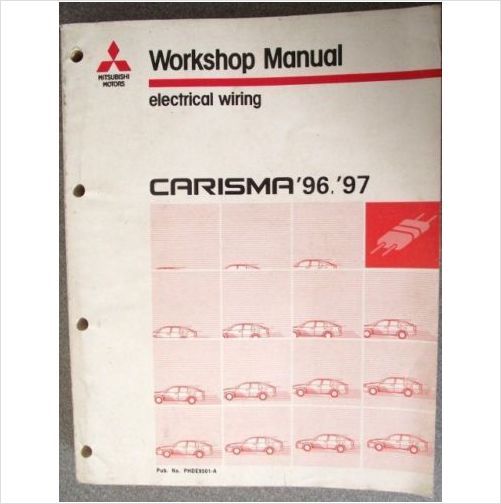 Workshop Manual
MITSUBISHI
MOTORS
electrical wiring
CARISMA '96, '97
Pub. No. PHDE9501-A